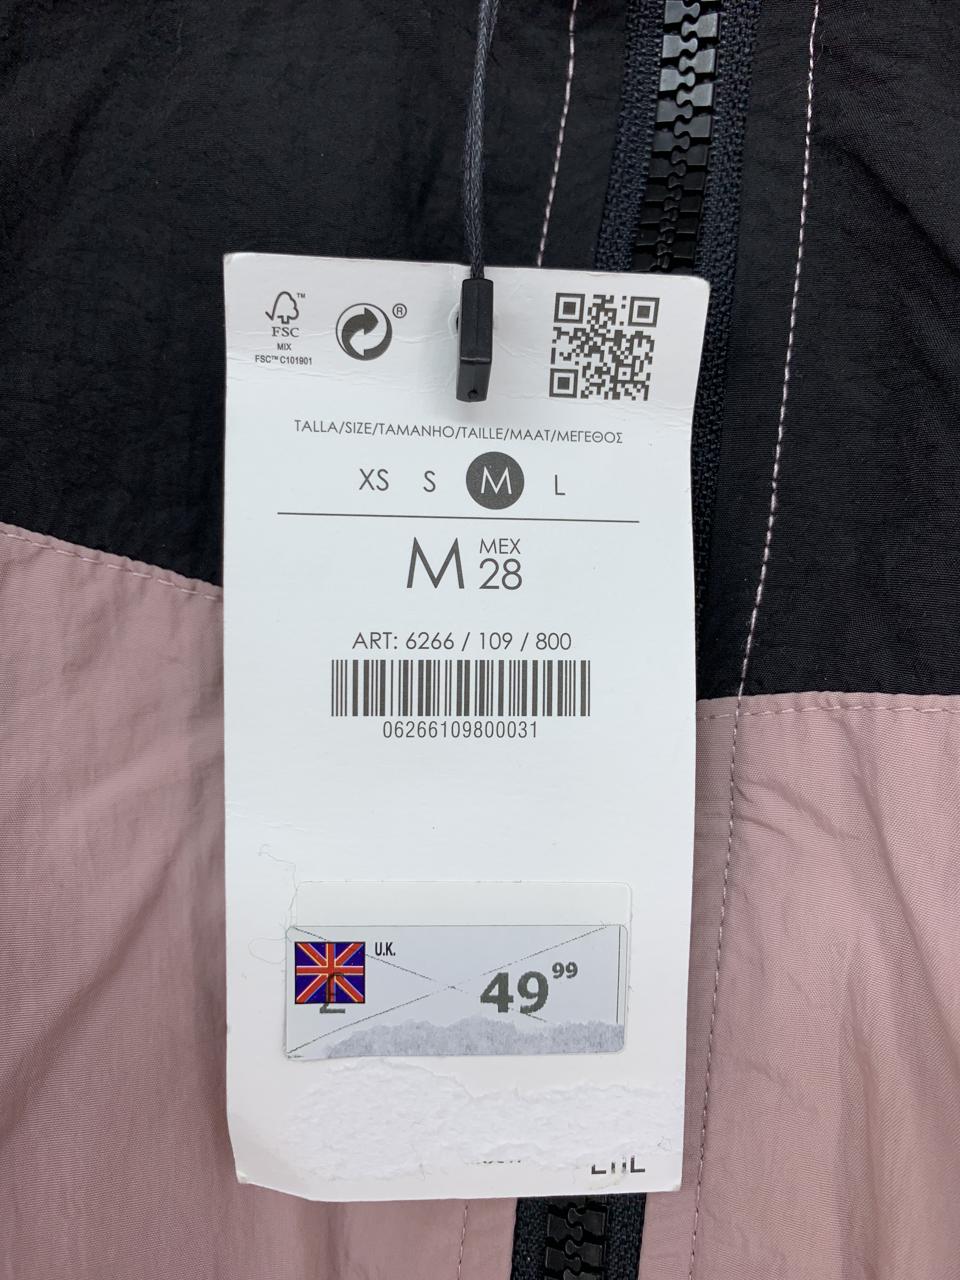 FSC™
MIX
FSC™ C101901
®
TALLA/SIZE/TAMANHO/TAILLE/MAAT/ΜΕΓΕΘΟΣ
XS S M L
M MEX 28
ART: 6266 / 109 / 800
06266109800031
U.K.
£ 49 99